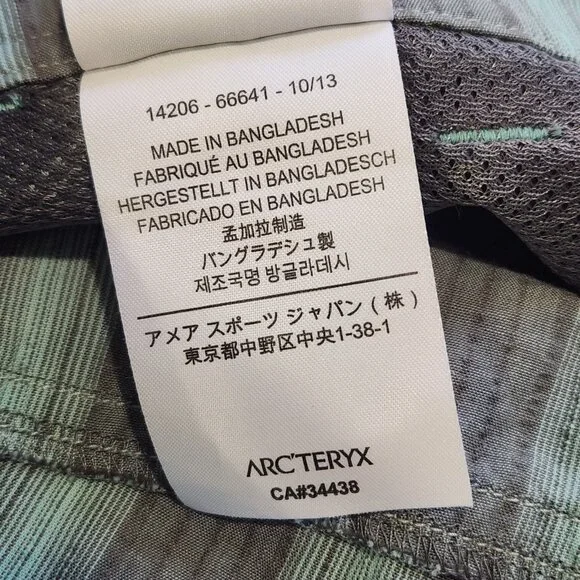 14206 - 66641 - 10/13
MADE IN BANGLADESH
FABRIQUÉ AU BANGLADESH
HERGESTELLT IN BANGLADESCH
FABRICADO EN BANGLADESH
孟加拉制造
バングラデシュ製
제조국명 방글라데시
アメア スポーツ ジャパン ( 株 )
東京都中野区中央1-38-1
ARC'TERYX
CA#34438